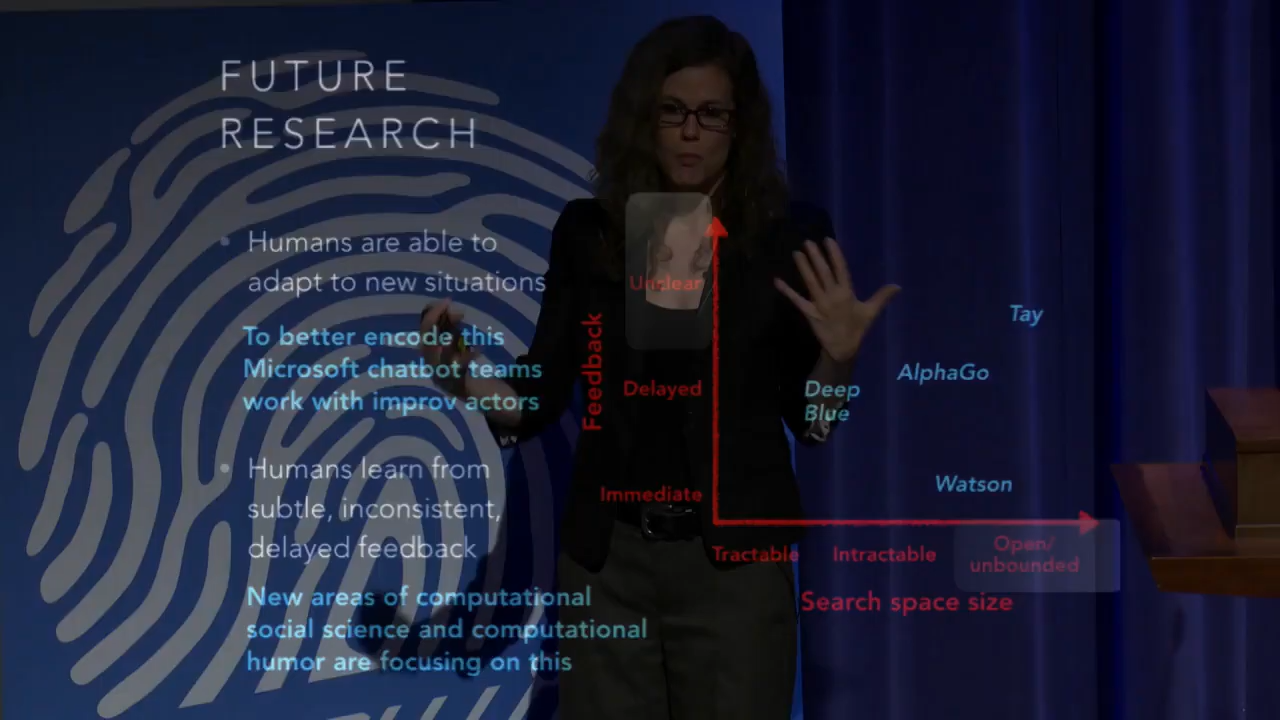 FUTURE
RESEARCH
Humans are able to
adapt to new situations
To better encode this
Microsoft chatbot teams
work with improv actors
Humans learn from
subtle, inconsistent,
delayed feedback
New areas of computational
social science and computational
humor are focusing on this
Feedback
Unclear
Delayed
Immediate
Tay
AlphaGo
Deep
Blue
Watson
Tractable
Intractable
Open/
unbounded
Search space size